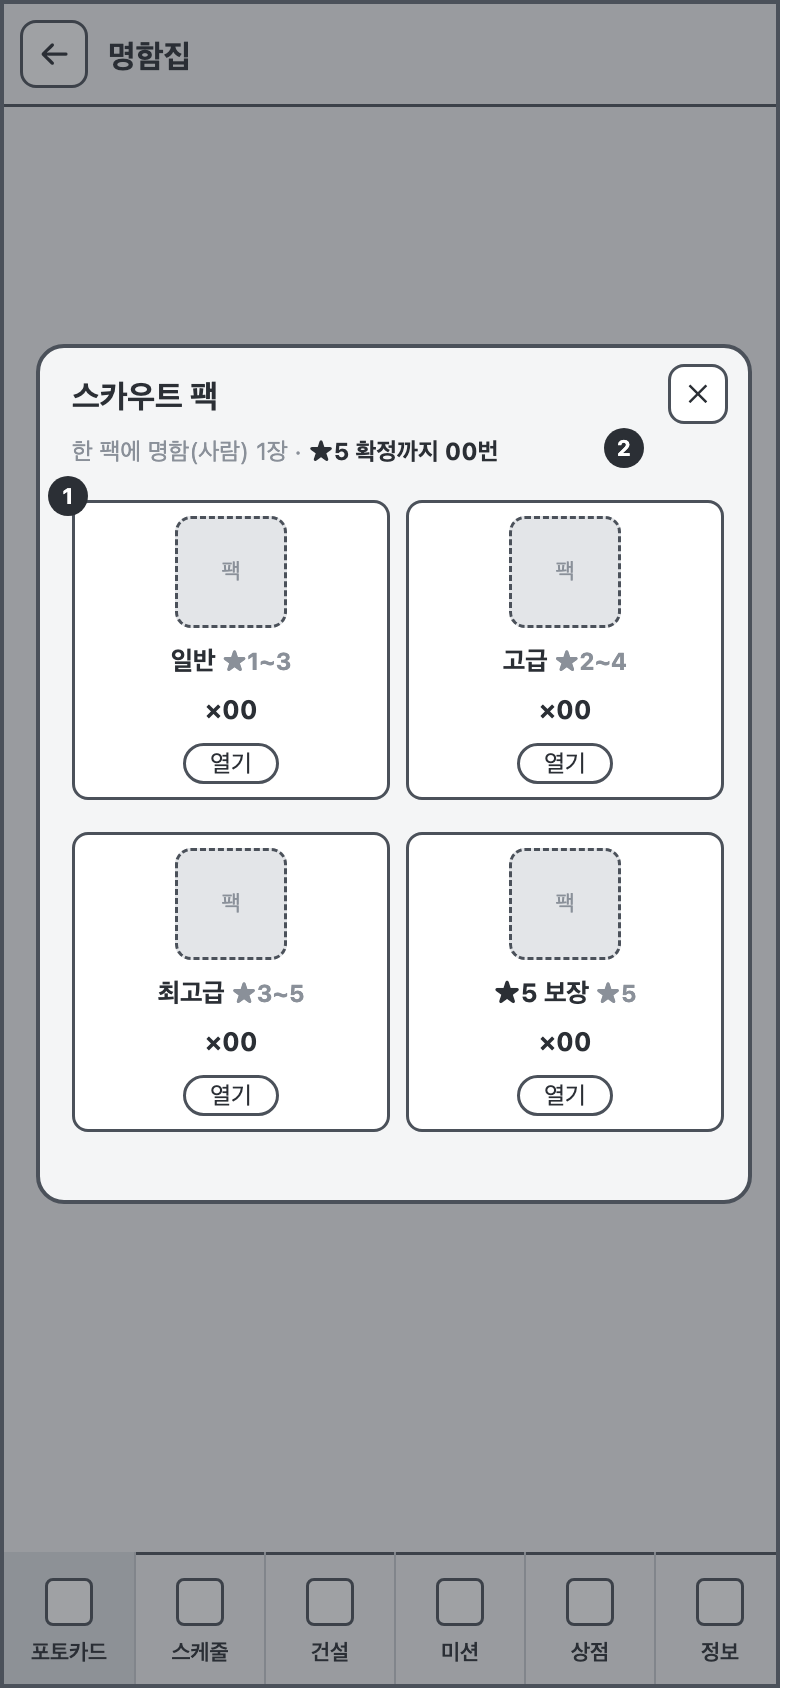 명함집
스카우트 팩
한 팩에 명함(사람) 1장 · ★5 확정까지 00번
2
1
팩
팩
일반 ★1~3
고급 ★2~4
×00
×00
열기
열기
팩
팩
최고급 ★3~5
★5 보장 ★5
×00
×00
열기
열기
포토카드
스케줄
건설
미션
상점
정보